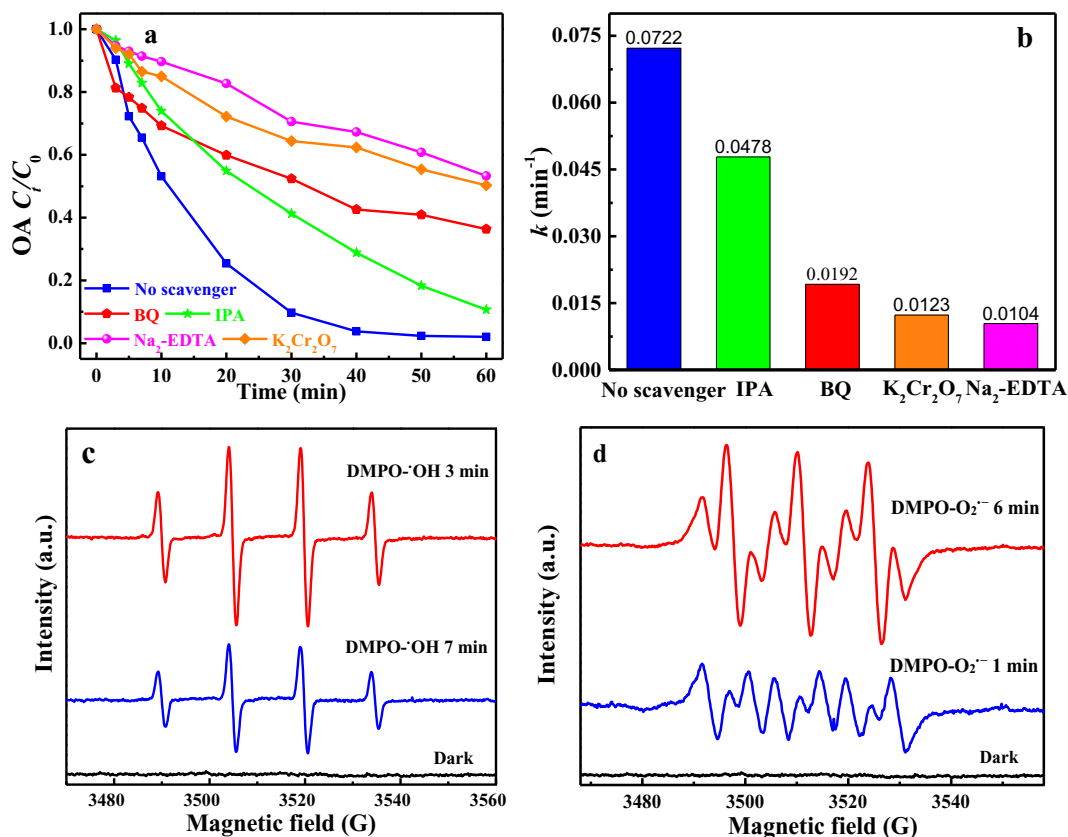 a
OA Ct/C0
1.0
0.8
0.6
0.4
0.2
0.0
No scavenger
BQ IPA
Na2-EDTA K2Cr2O7
0 10 20 30 40 50 60
Time (min)
b
k (min-1)
0.075
0.060
0.045
0.030
0.015
0.000
0.0722
0.0478
0.0192
0.0123
0.0104
No scavenger IPA BQ K2Cr2O7 Na2-EDTA
c
Intensity (a.u.)
DMPO-·OH 3 min
DMPO-·OH 7 min
Dark
3480 3500 3520 3540 3560
Magnetic field (G)
d
Intensity (a.u.)
DMPO-O2·− 6 min
DMPO-O2·− 1 min
Dark
3480 3500 3520 3540
Magnetic field (G)